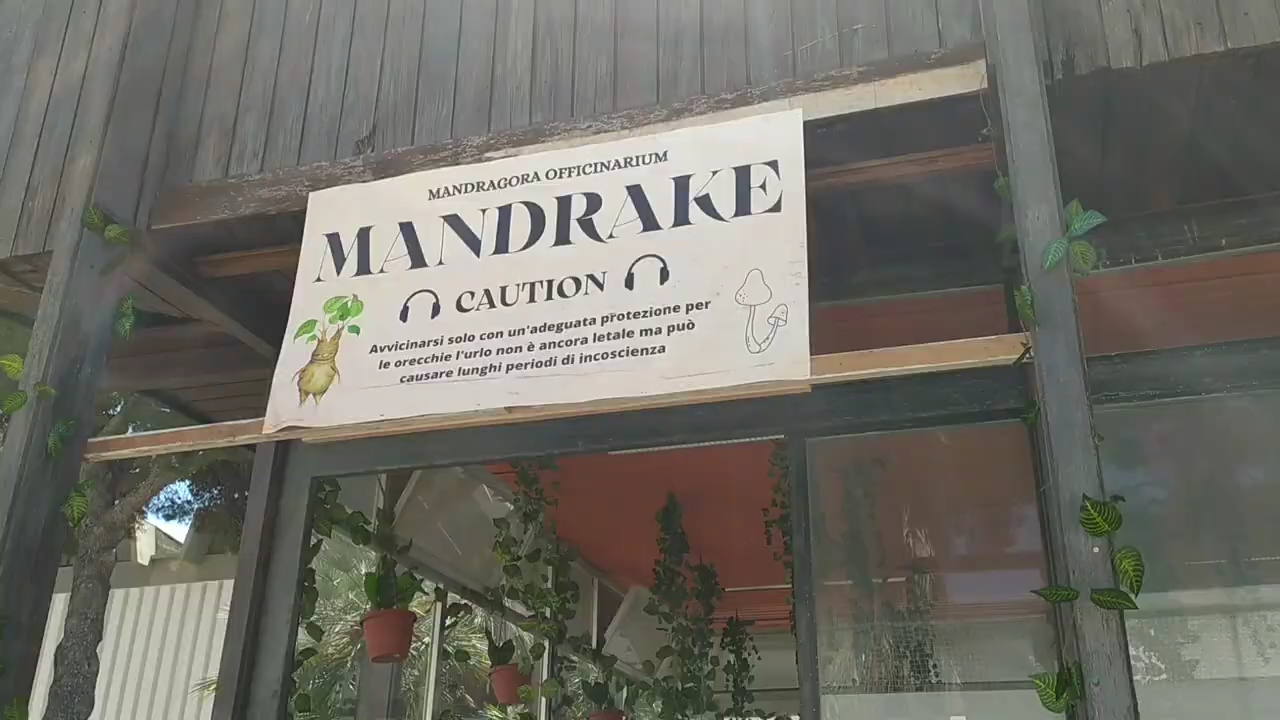 MANDRAGORA OFFICINARIUM
MANDRAKE
CAUTION
Avvicinarsi solo con un'adeguata protezione per
le orecchie l'urlo non è ancora letale ma può
causare lunghi periodi di incoscienza